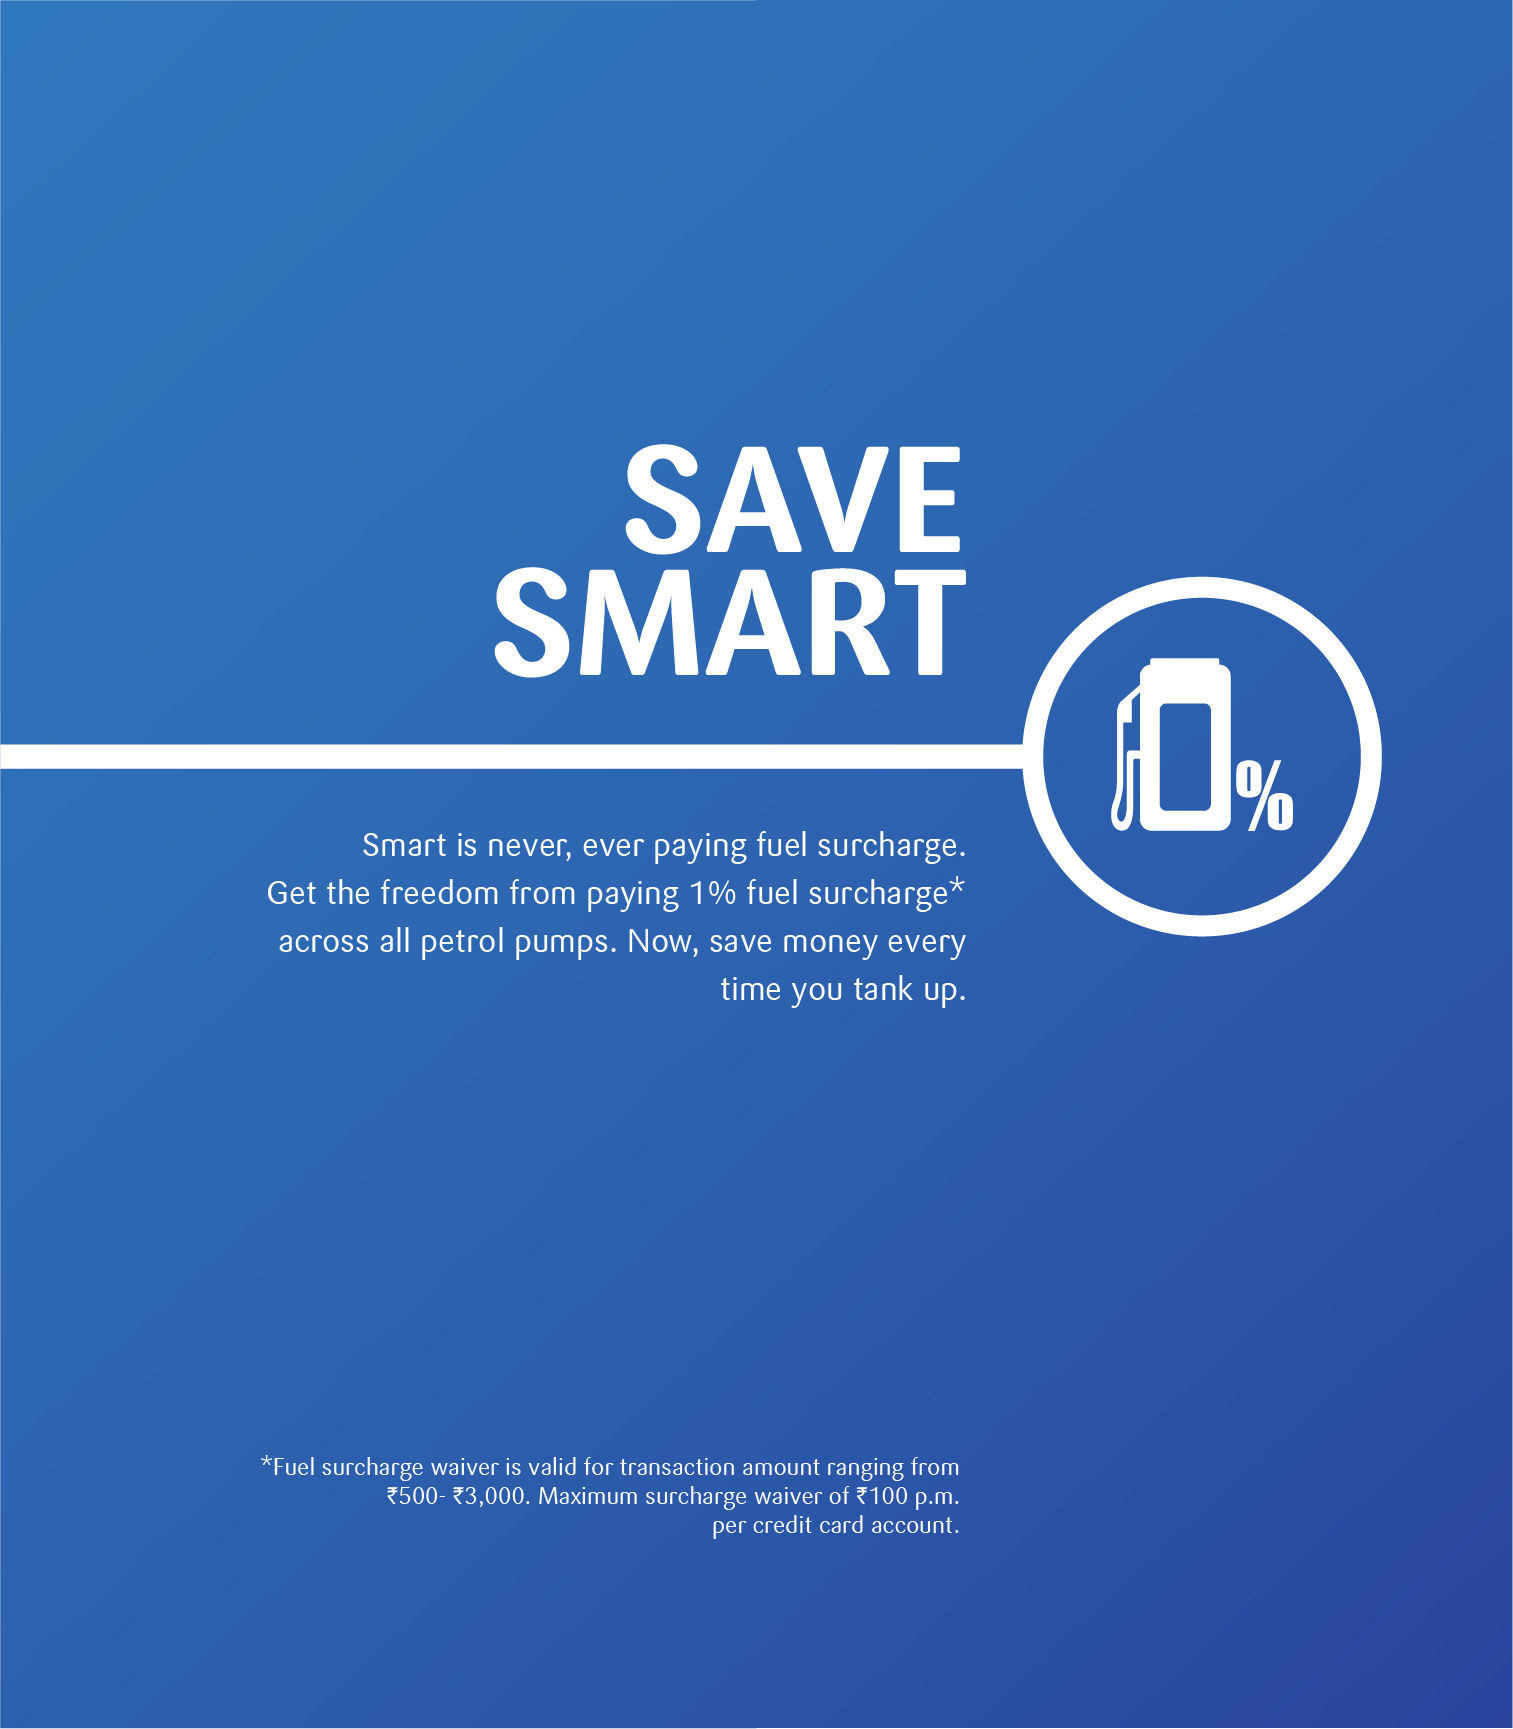 SAVE
SMART
%
Smart is never, ever paying fuel surcharge.
Get the freedom from paying 1% fuel surcharge*
across all petrol pumps. Now, save money every
time you tank up.
*Fuel surcharge waiver is valid for transaction amount ranging from
₹500- ₹3,000. Maximum surcharge waiver of ₹100 p.m.
per credit card account.